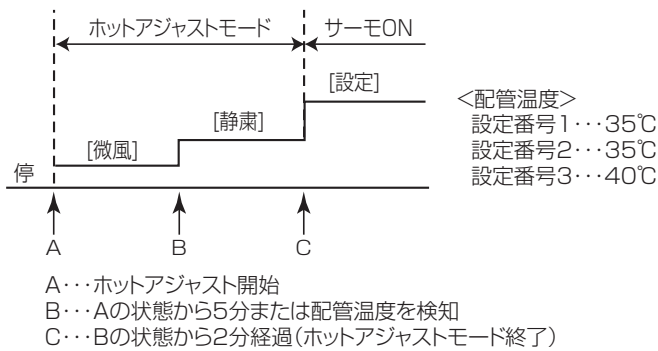 ホットアジャストモード
サーモON
[設定]
[静粛]
[微風]
停
A
B
C
<配管温度>
設定番号1･･･35℃
設定番号2･･･35℃
設定番号3･･･40℃
A･･･ホットアジャスト開始
B･･･Aの状態から5分または配管温度を検知
C･･･Bの状態から2分経過(ホットアジャストモード終了)